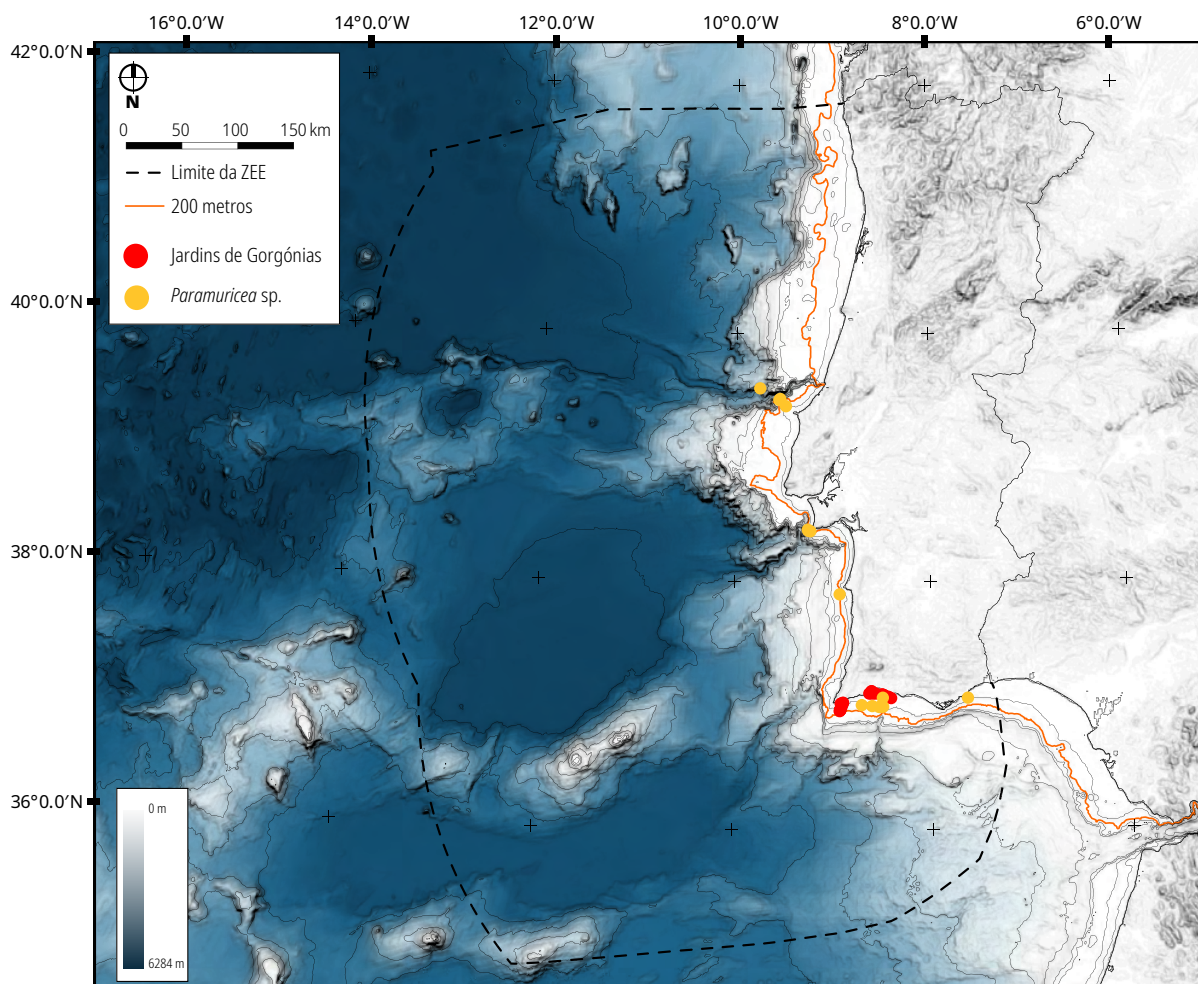 16°0.0'W 14°0.0'W 12°0.0'W 10°0.0'W 8°0.0'W 6°0.0'W
42°0.0'N
N
0 50 100 150 km
Limite da ZEE
200 metros
Jardins de Gorgónias
Paramuricea sp.
40°0.0'N
38°0.0'N
36°0.0'N
0 m
6284 m